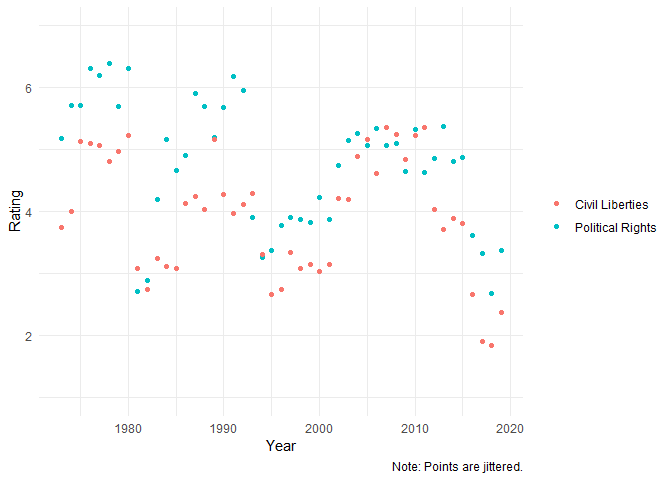 6
4
2
Rating
1980 1990 2000 2010 2020
Year
Civil Liberties
Political Rights
Note: Points are jittered.